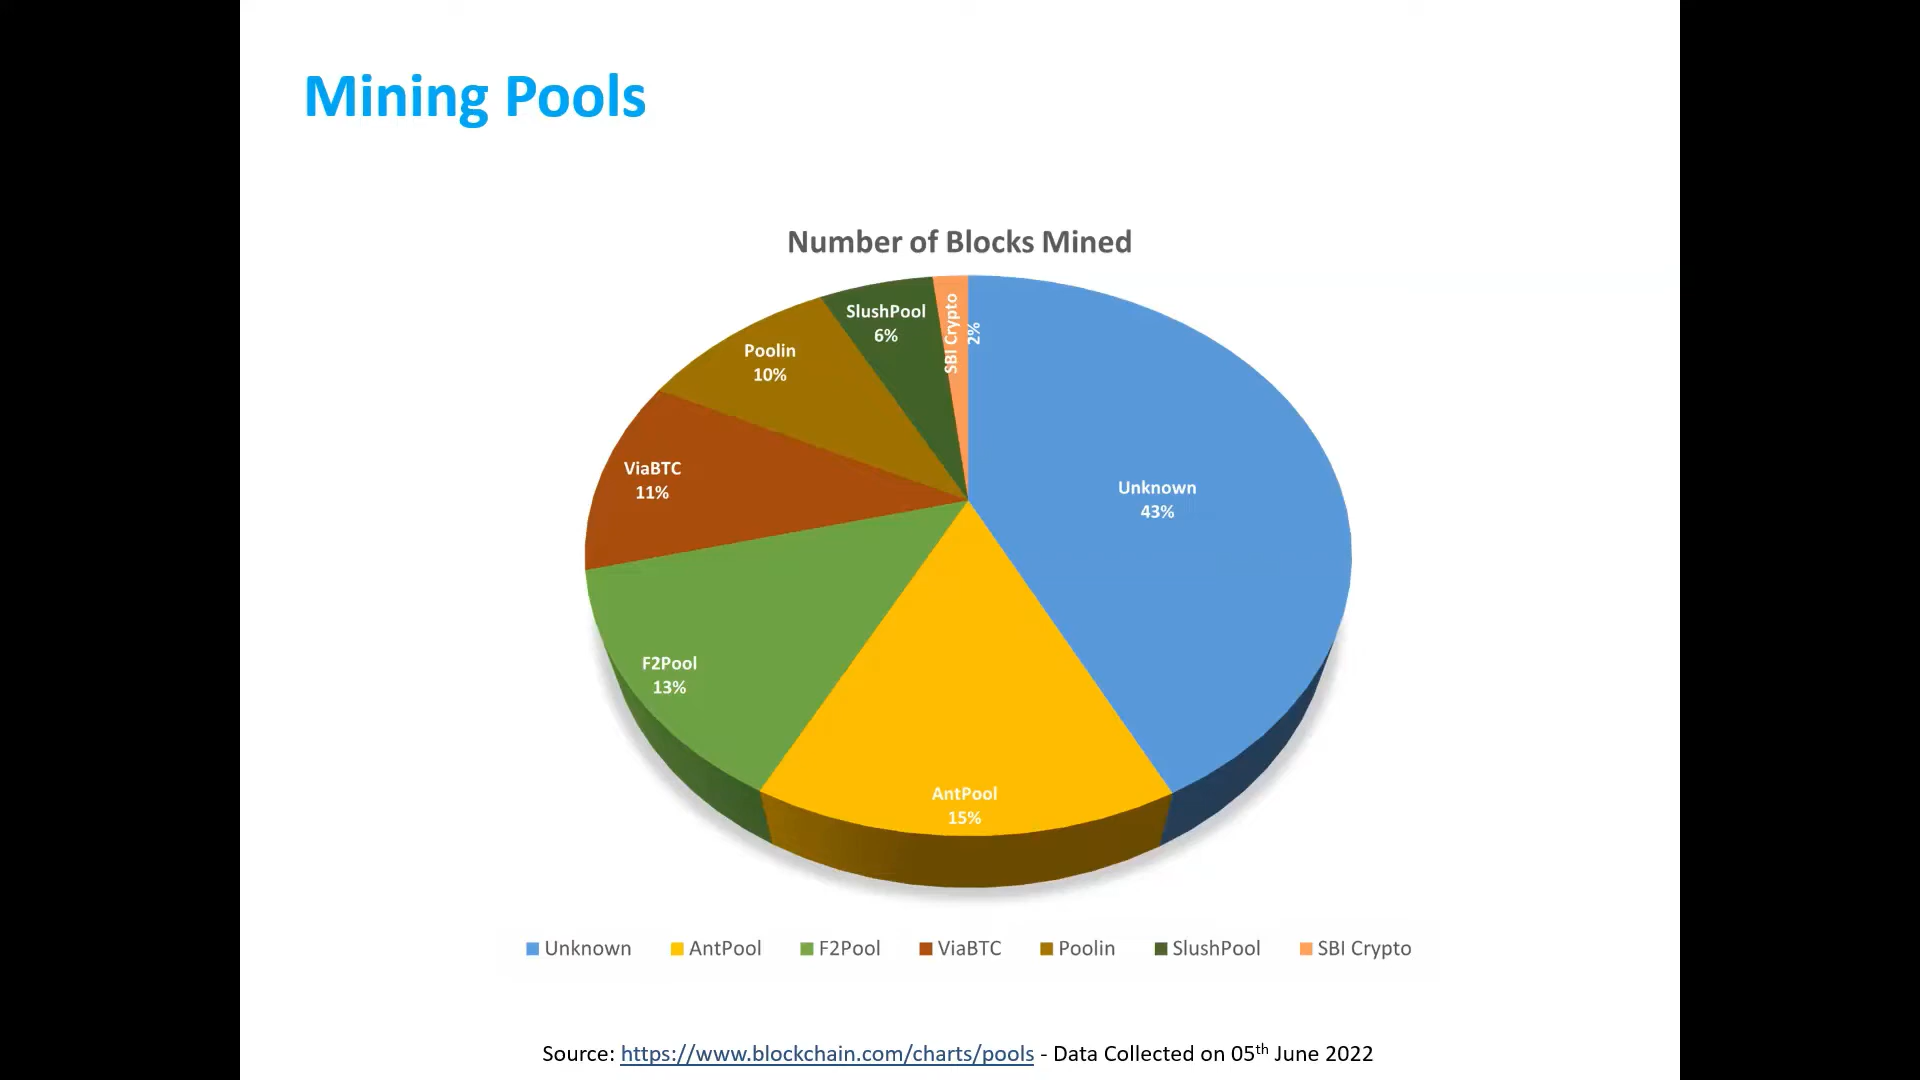 Mining Pools
Number of Blocks Mined
SlushPool
6%
SBI Crypto
2%
Poolin
10%
ViaBTC
11%
Unknown
43%
F2Pool
13%
AntPool
15%
Unknown AntPool F2Pool ViaBTC Poolin SlushPool SBI Crypto
Source: https://www.blockchain.com/charts/pools - Data Collected on 05th June 2022